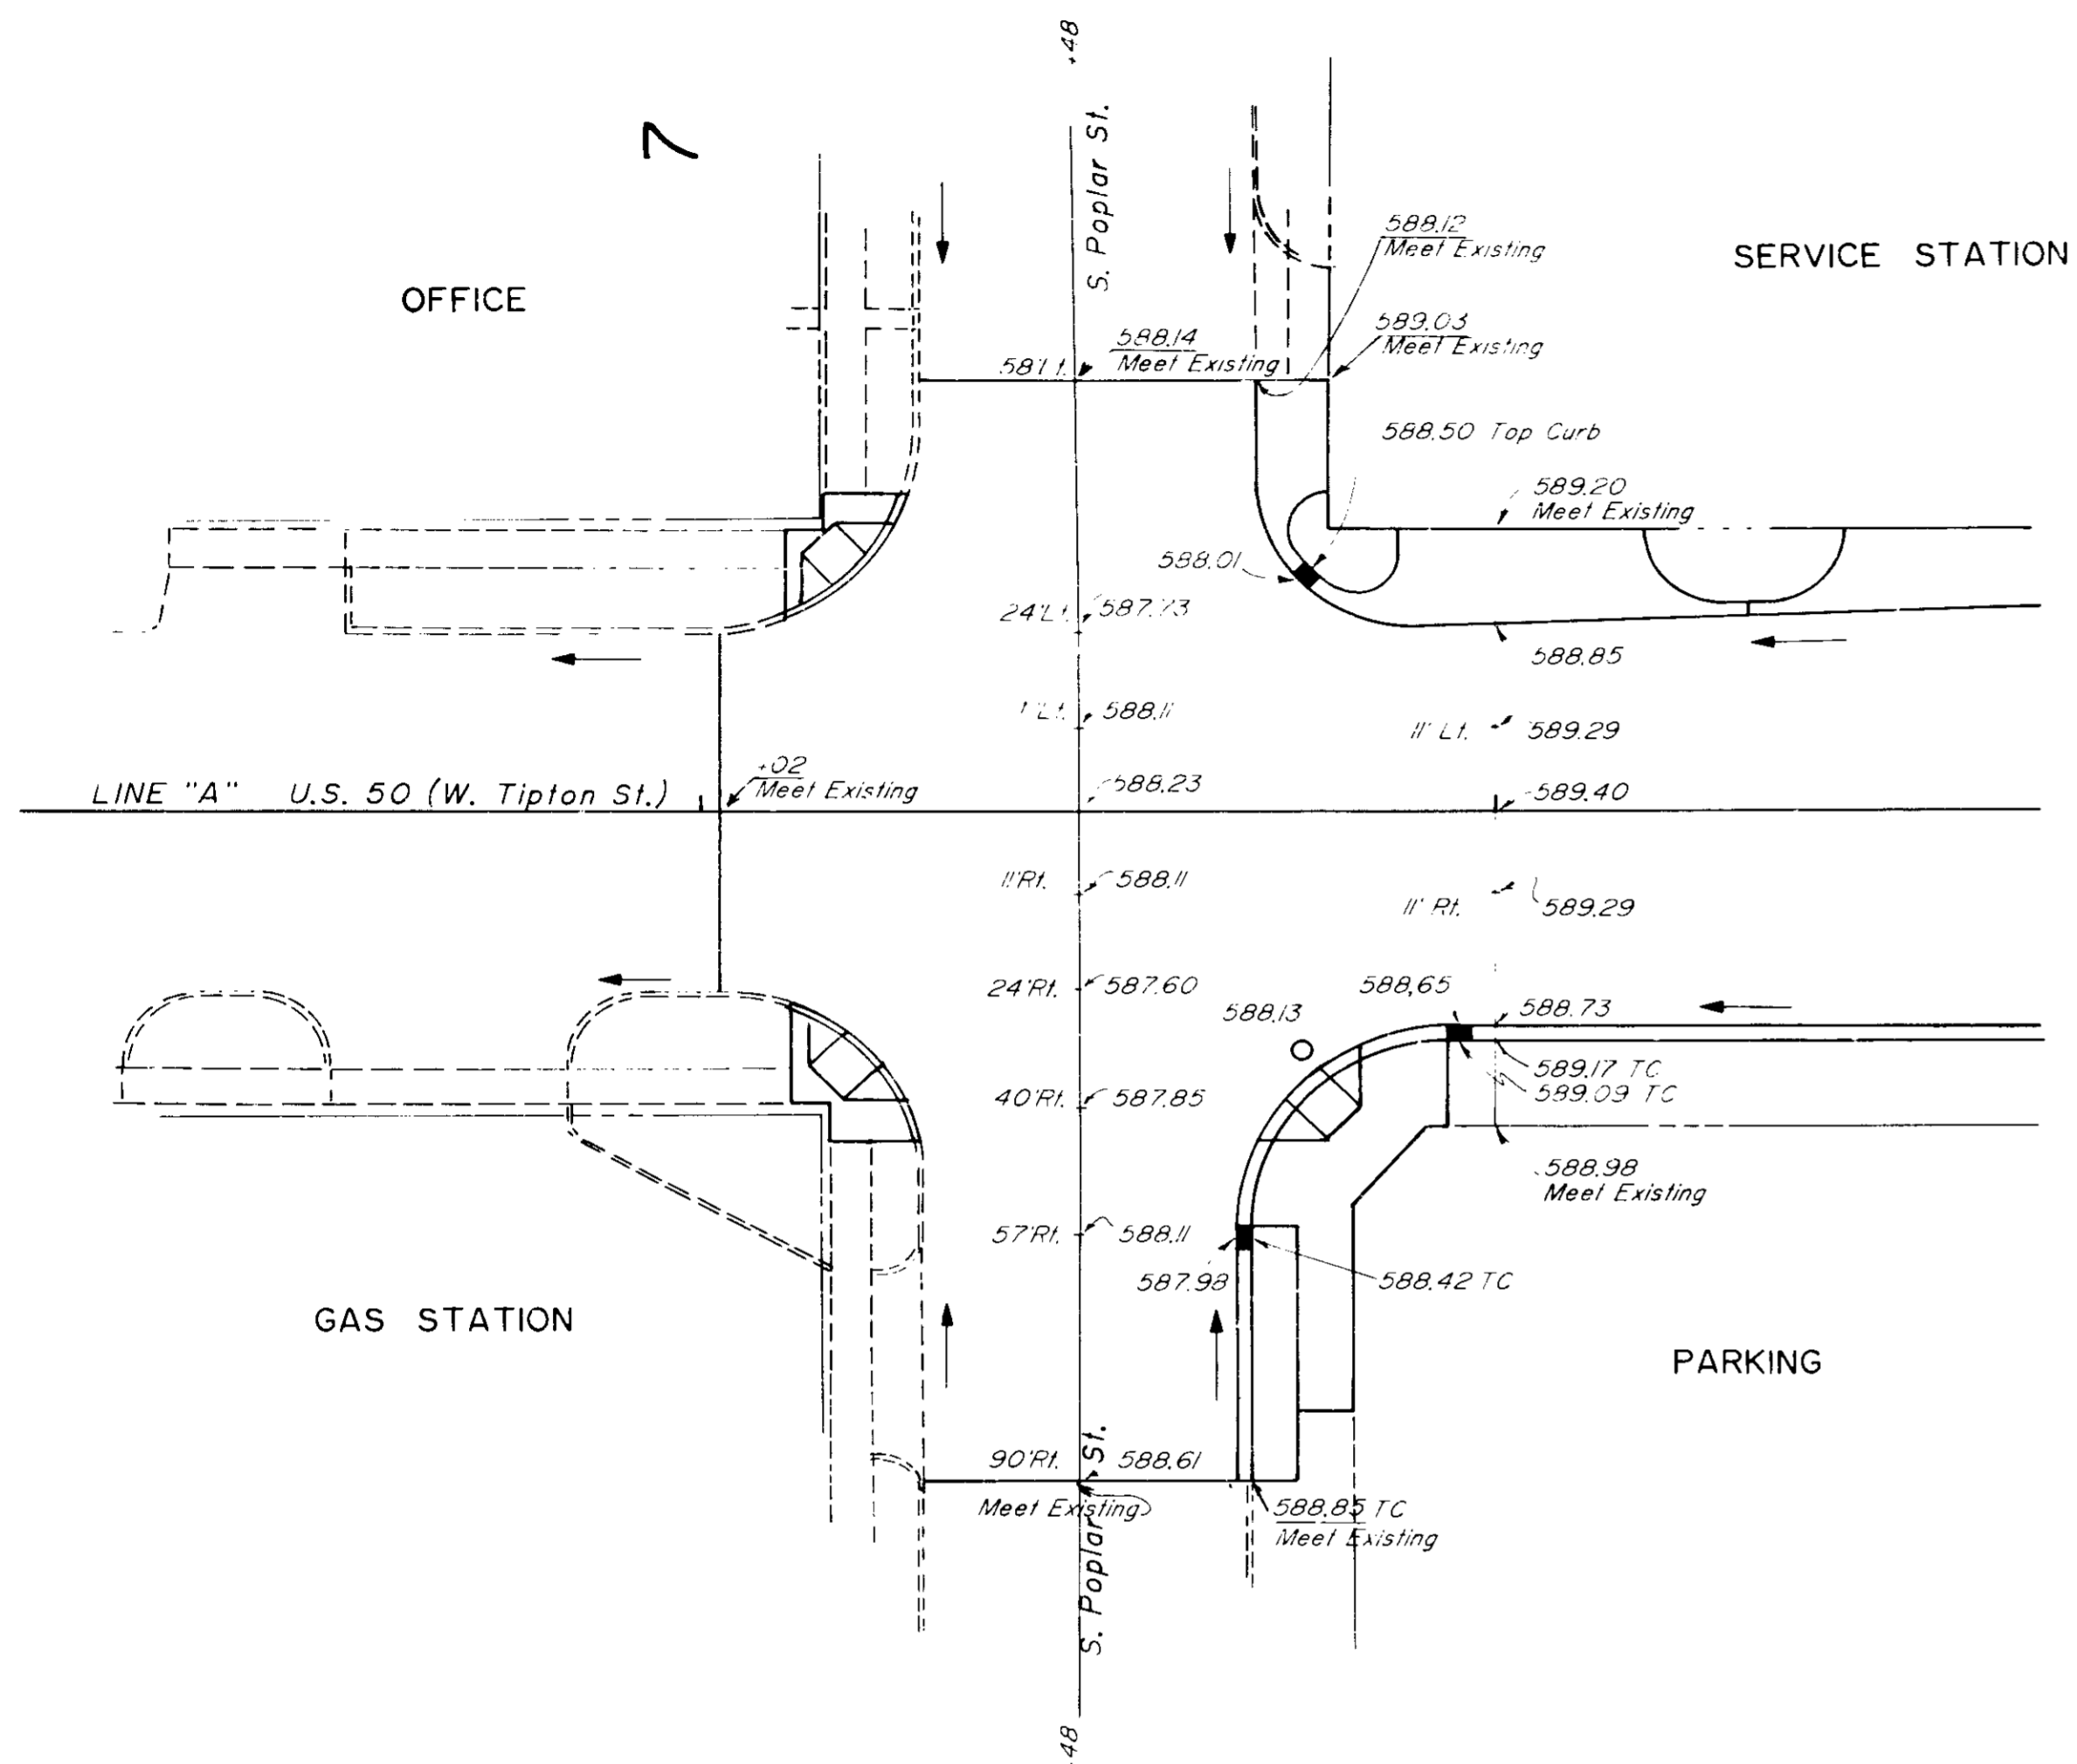 +48
7
S. Poplar St.
OFFICE
SERVICE STATION
588.12
Meet Existing
589.03
Meet Existing
588.14
Meet Existing
588.50 Top Curb
589.20
Meet Existing
588.01
24' Lt. 587.73
588.85
Lt. 588.11
11' Lt. 589.29
+02
Meet Existing
LINE "A" U.S. 50 (W. Tipton St.)
588.23
589.40
11' Rt. 588.11
11' Rt. 589.29
24' Rt. 587.60
588.65
588.13
588.73
589.17 TC
589.09 TC
40' Rt. 587.85
588.98
Meet Existing
57' Rt. 588.11
587.98
588.42 TC
GAS STATION
PARKING
90' Rt. 588.61
Meet Existing
588.85 TC
Meet Existing
S. Poplar St.
48